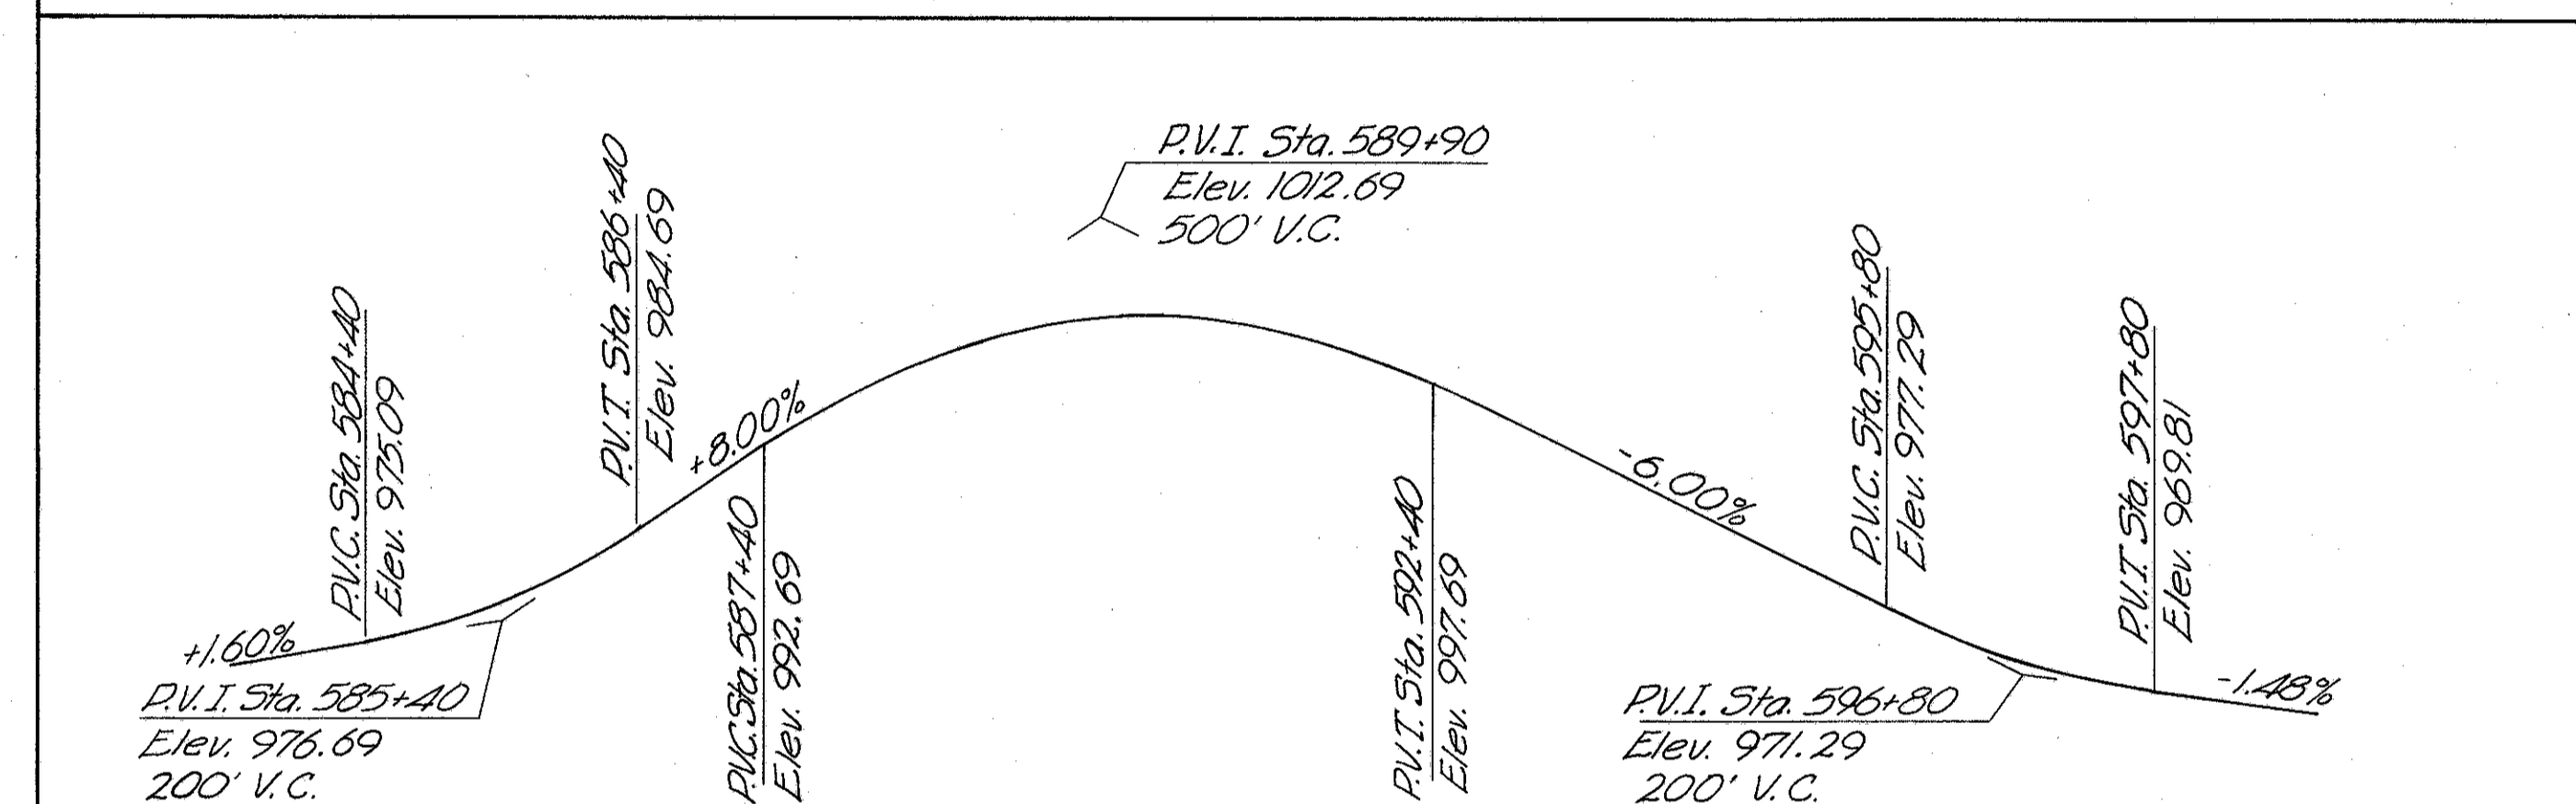 P.V.I. Sta. 589+90
Elev. 1012.69
500' V.C.
P.V.C. Sta. 584+40
Elev. 975.09
P.V.T. Sta. 586+40
Elev. 984.69
+8.00%
P.V.C. Sta. 587+40
Elev. 992.69
P.V.T. Sta. 592+40
Elev. 997.69
-6.00%
P.V.C. Sta. 595+80
Elev. 977.29
P.V.T. Sta. 597+80
Elev. 969.81
+1.60%
P.V.I. Sta. 585+40
Elev. 976.69
200' V.C.
P.V.I. Sta. 596+80
Elev. 971.29
200' V.C.
-1.48%